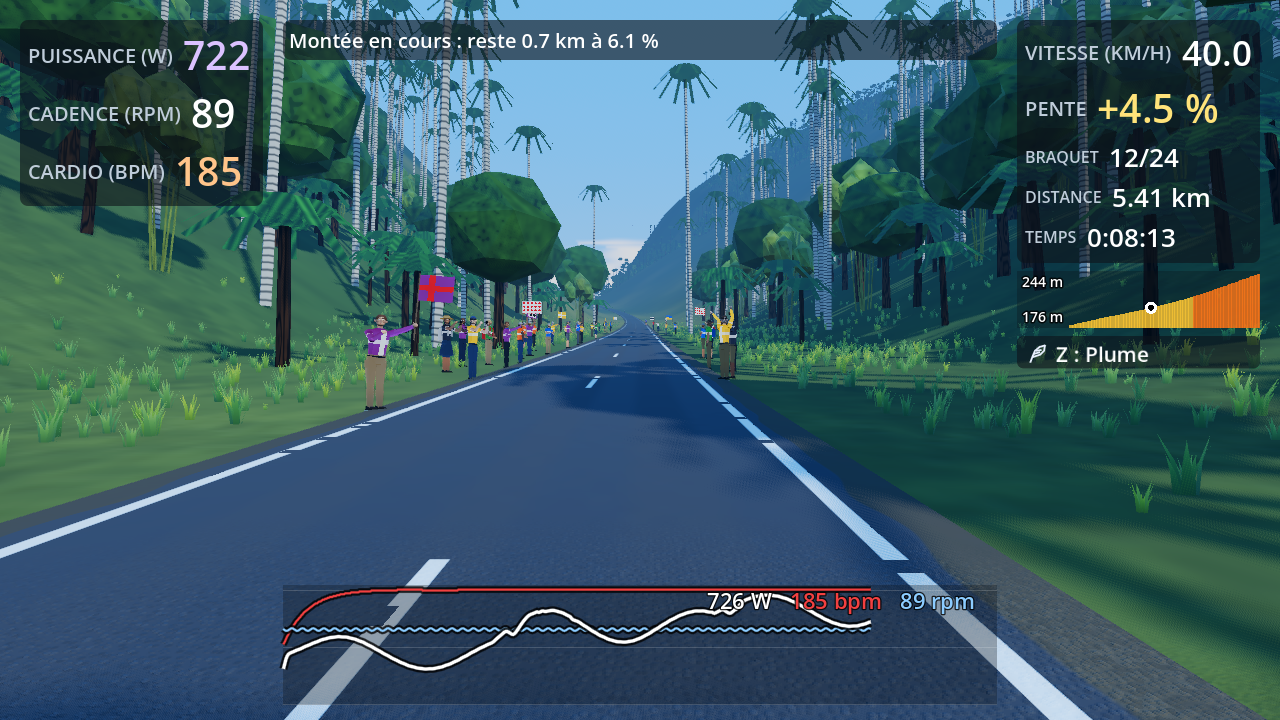 PUISSANCE (W) 722
CADENCE (RPM) 89
CARDIO (BPM) 185
Montée en cours : reste 0.7 km à 6.1 %
VITESSE (KM/H) 40.0
PENTE +4.5 %
BRAQUET 12/24
DISTANCE 5.41 km
TEMPS 0:08:13
244 m
176 m
Z : Plume
726 W 185 bpm 89 rpm